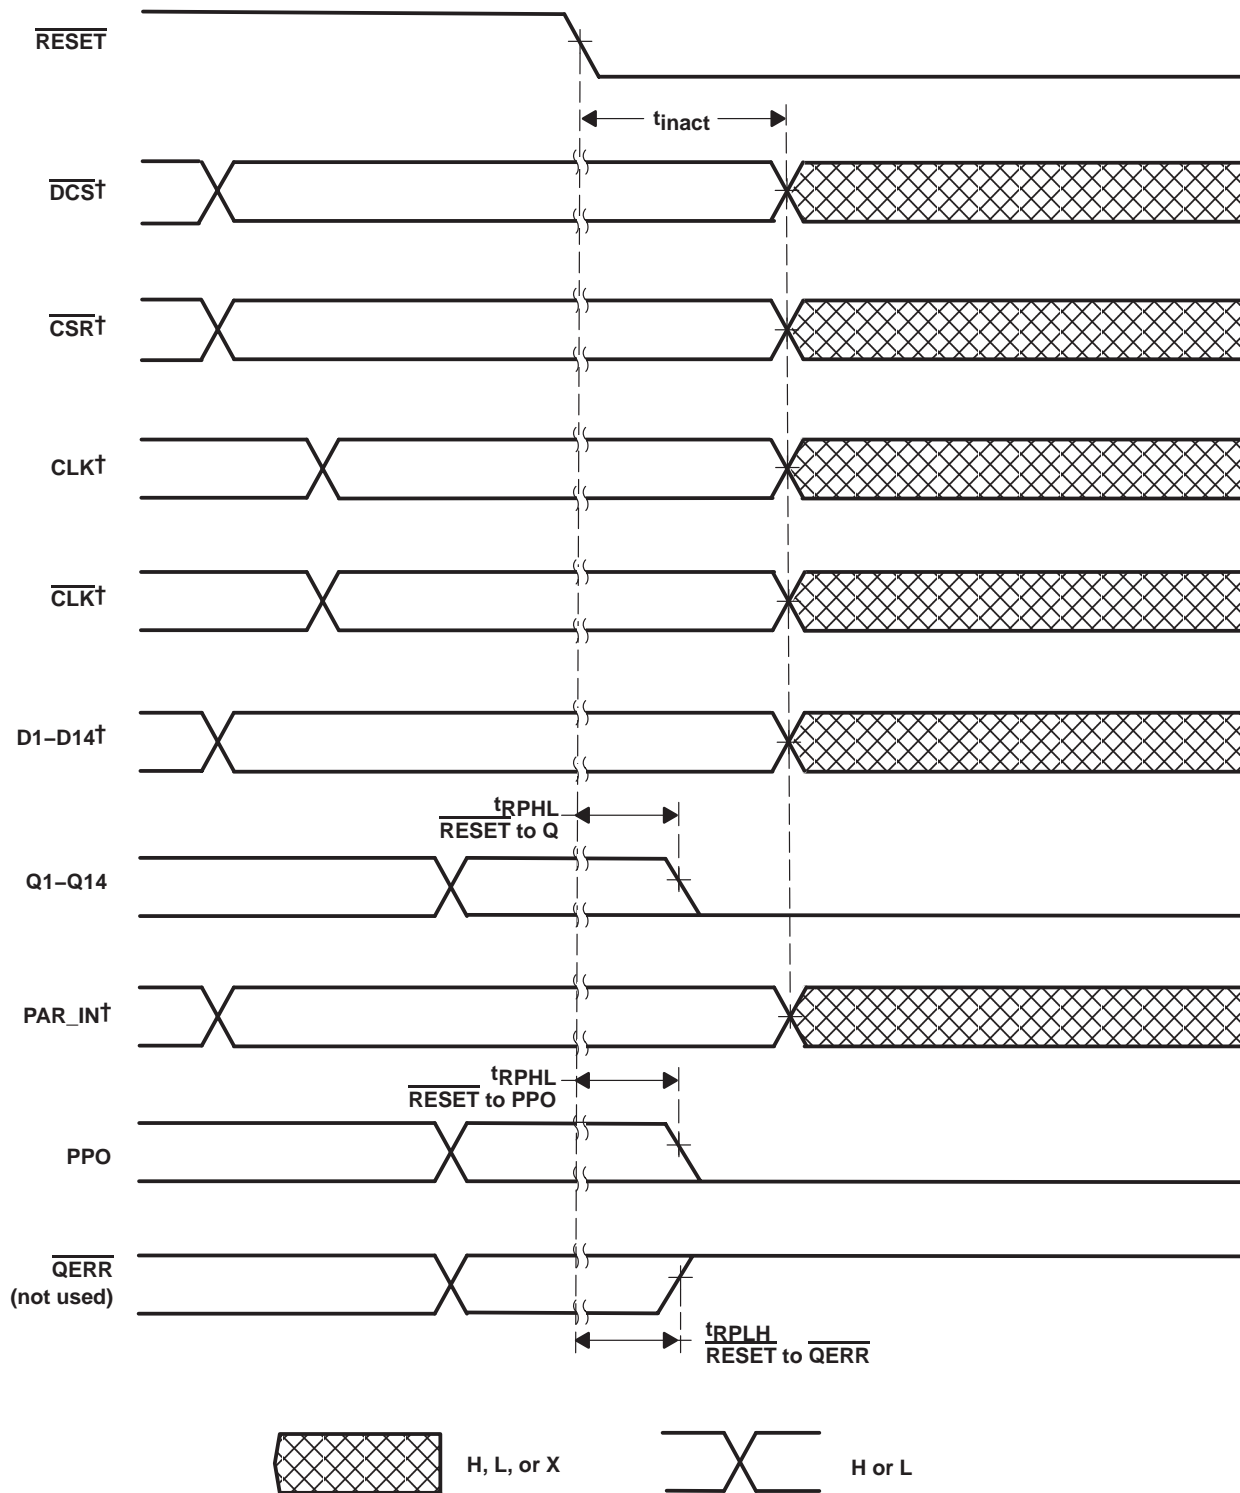 RESET
tinact
DCS†
CSR†
CLK†
CLK†
D1–D14†
tRPHL
RESET to Q
Q1–Q14
PAR_IN†
tRPHL
RESET to PPO
PPO
QERR
(not used)
tRPLH
RESET to QERR
H, L, or X
H or L